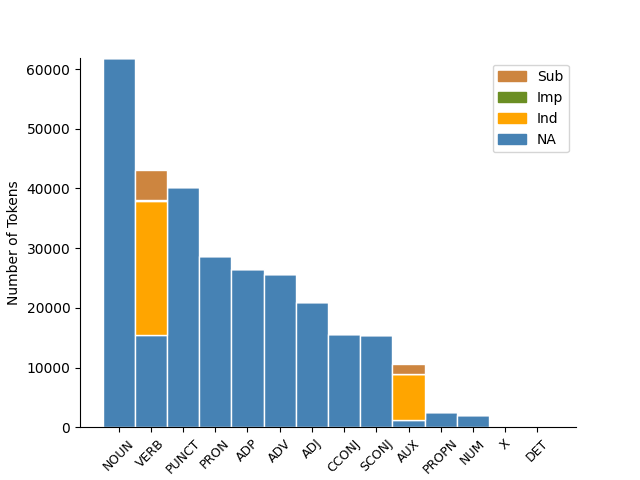 Number of Tokens
60000
50000
40000
30000
20000
10000
0
Sub
Imp
Ind
NA
NOUN
VERB
PUNCT
PRON
ADP
ADV
ADJ
CCONJ
SCONJ
AUX
PROPN
NUM
X
DET